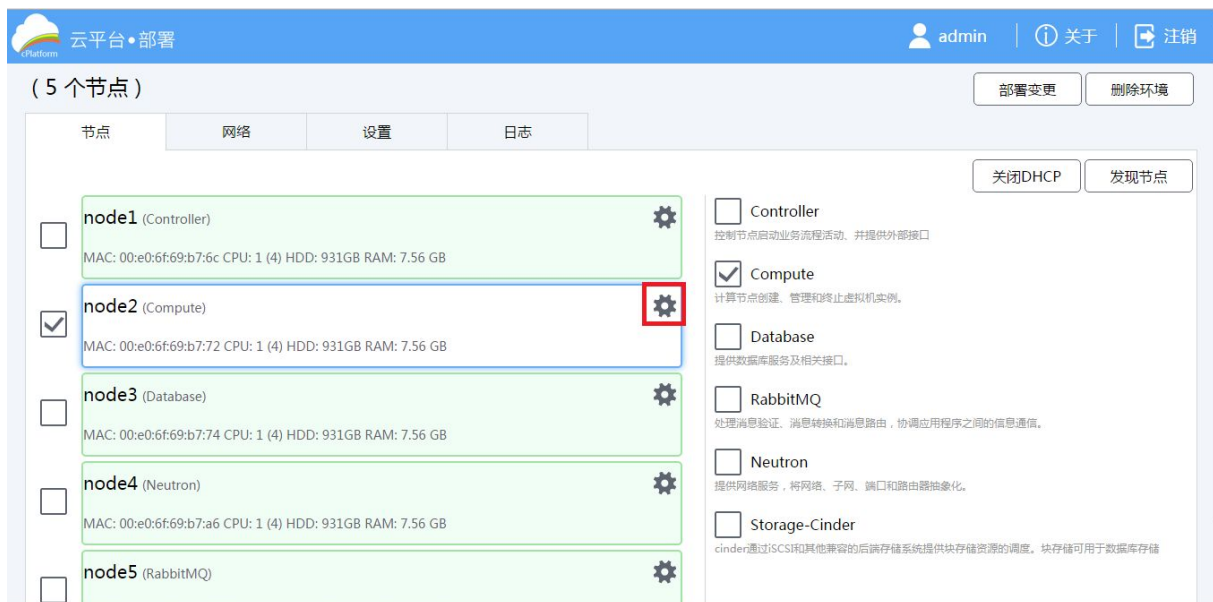 cPlatform
云平台•部署
admin
关于
注销
(5 个节点)
部署变更
删除环境
节点
网络
设置
日志
关闭DHCP
发现节点
node1 (Controller)
MAC: 00:e0:6f:69:b7:6c CPU: 1 (4) HDD: 931GB RAM: 7.56 GB
node2 (Compute)
MAC: 00:e0:6f:69:b7:72 CPU: 1 (4) HDD: 931GB RAM: 7.56 GB
node3 (Database)
MAC: 00:e0:6f:69:b7:74 CPU: 1 (4) HDD: 931GB RAM: 7.56 GB
node4 (Neutron)
MAC: 00:e0:6f:69:b7:a6 CPU: 1 (4) HDD: 931GB RAM: 7.56 GB
node5 (RabbitMQ)
Controller
控制节点启动业务流程活动、并提供外部接口
Compute
计算节点创建、管理和终止虚拟机实例。
Database
提供数据库服务及相关接口。
RabbitMQ
处理消息验证、消息转换和消息路由，协调应用程序之间的信息通信。
Neutron
提供网络服务，将网络、子网、端口和路由器抽象化。
Storage-Cinder
cinder通过iSCSI和其他兼容的后端存储系统提供块存储资源的调度。块存储可用于数据库存储